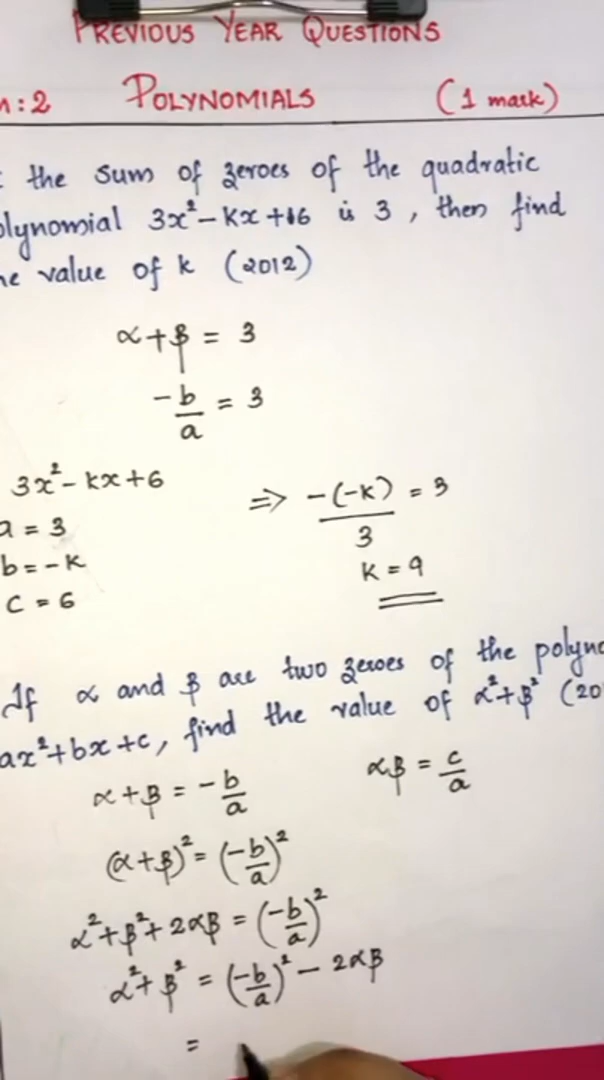 PREVIOUS YEAR QUESTIONS
: 2 POLYNOMIALS (1 mark)
the sum of zeroes of the quadratic
olynomial 3x² - kx + 16 is 3, then find
he value of k (2012)
α + β = 3
-b/a = 3
3x² - kx + 6
a = 3
b = -k
c = 6
⇒ -(-k)/3 = 3
k = 9
If α and β are two zeroes of the polyno
ax² + bx + c, find the value of α² + β² (20
α + β = -b/a
αβ = c/a
(α + β)² = (-b/a)²
α² + β² + 2αβ = (-b/a)²
α² + β² = (-b/a)² - 2αβ
=